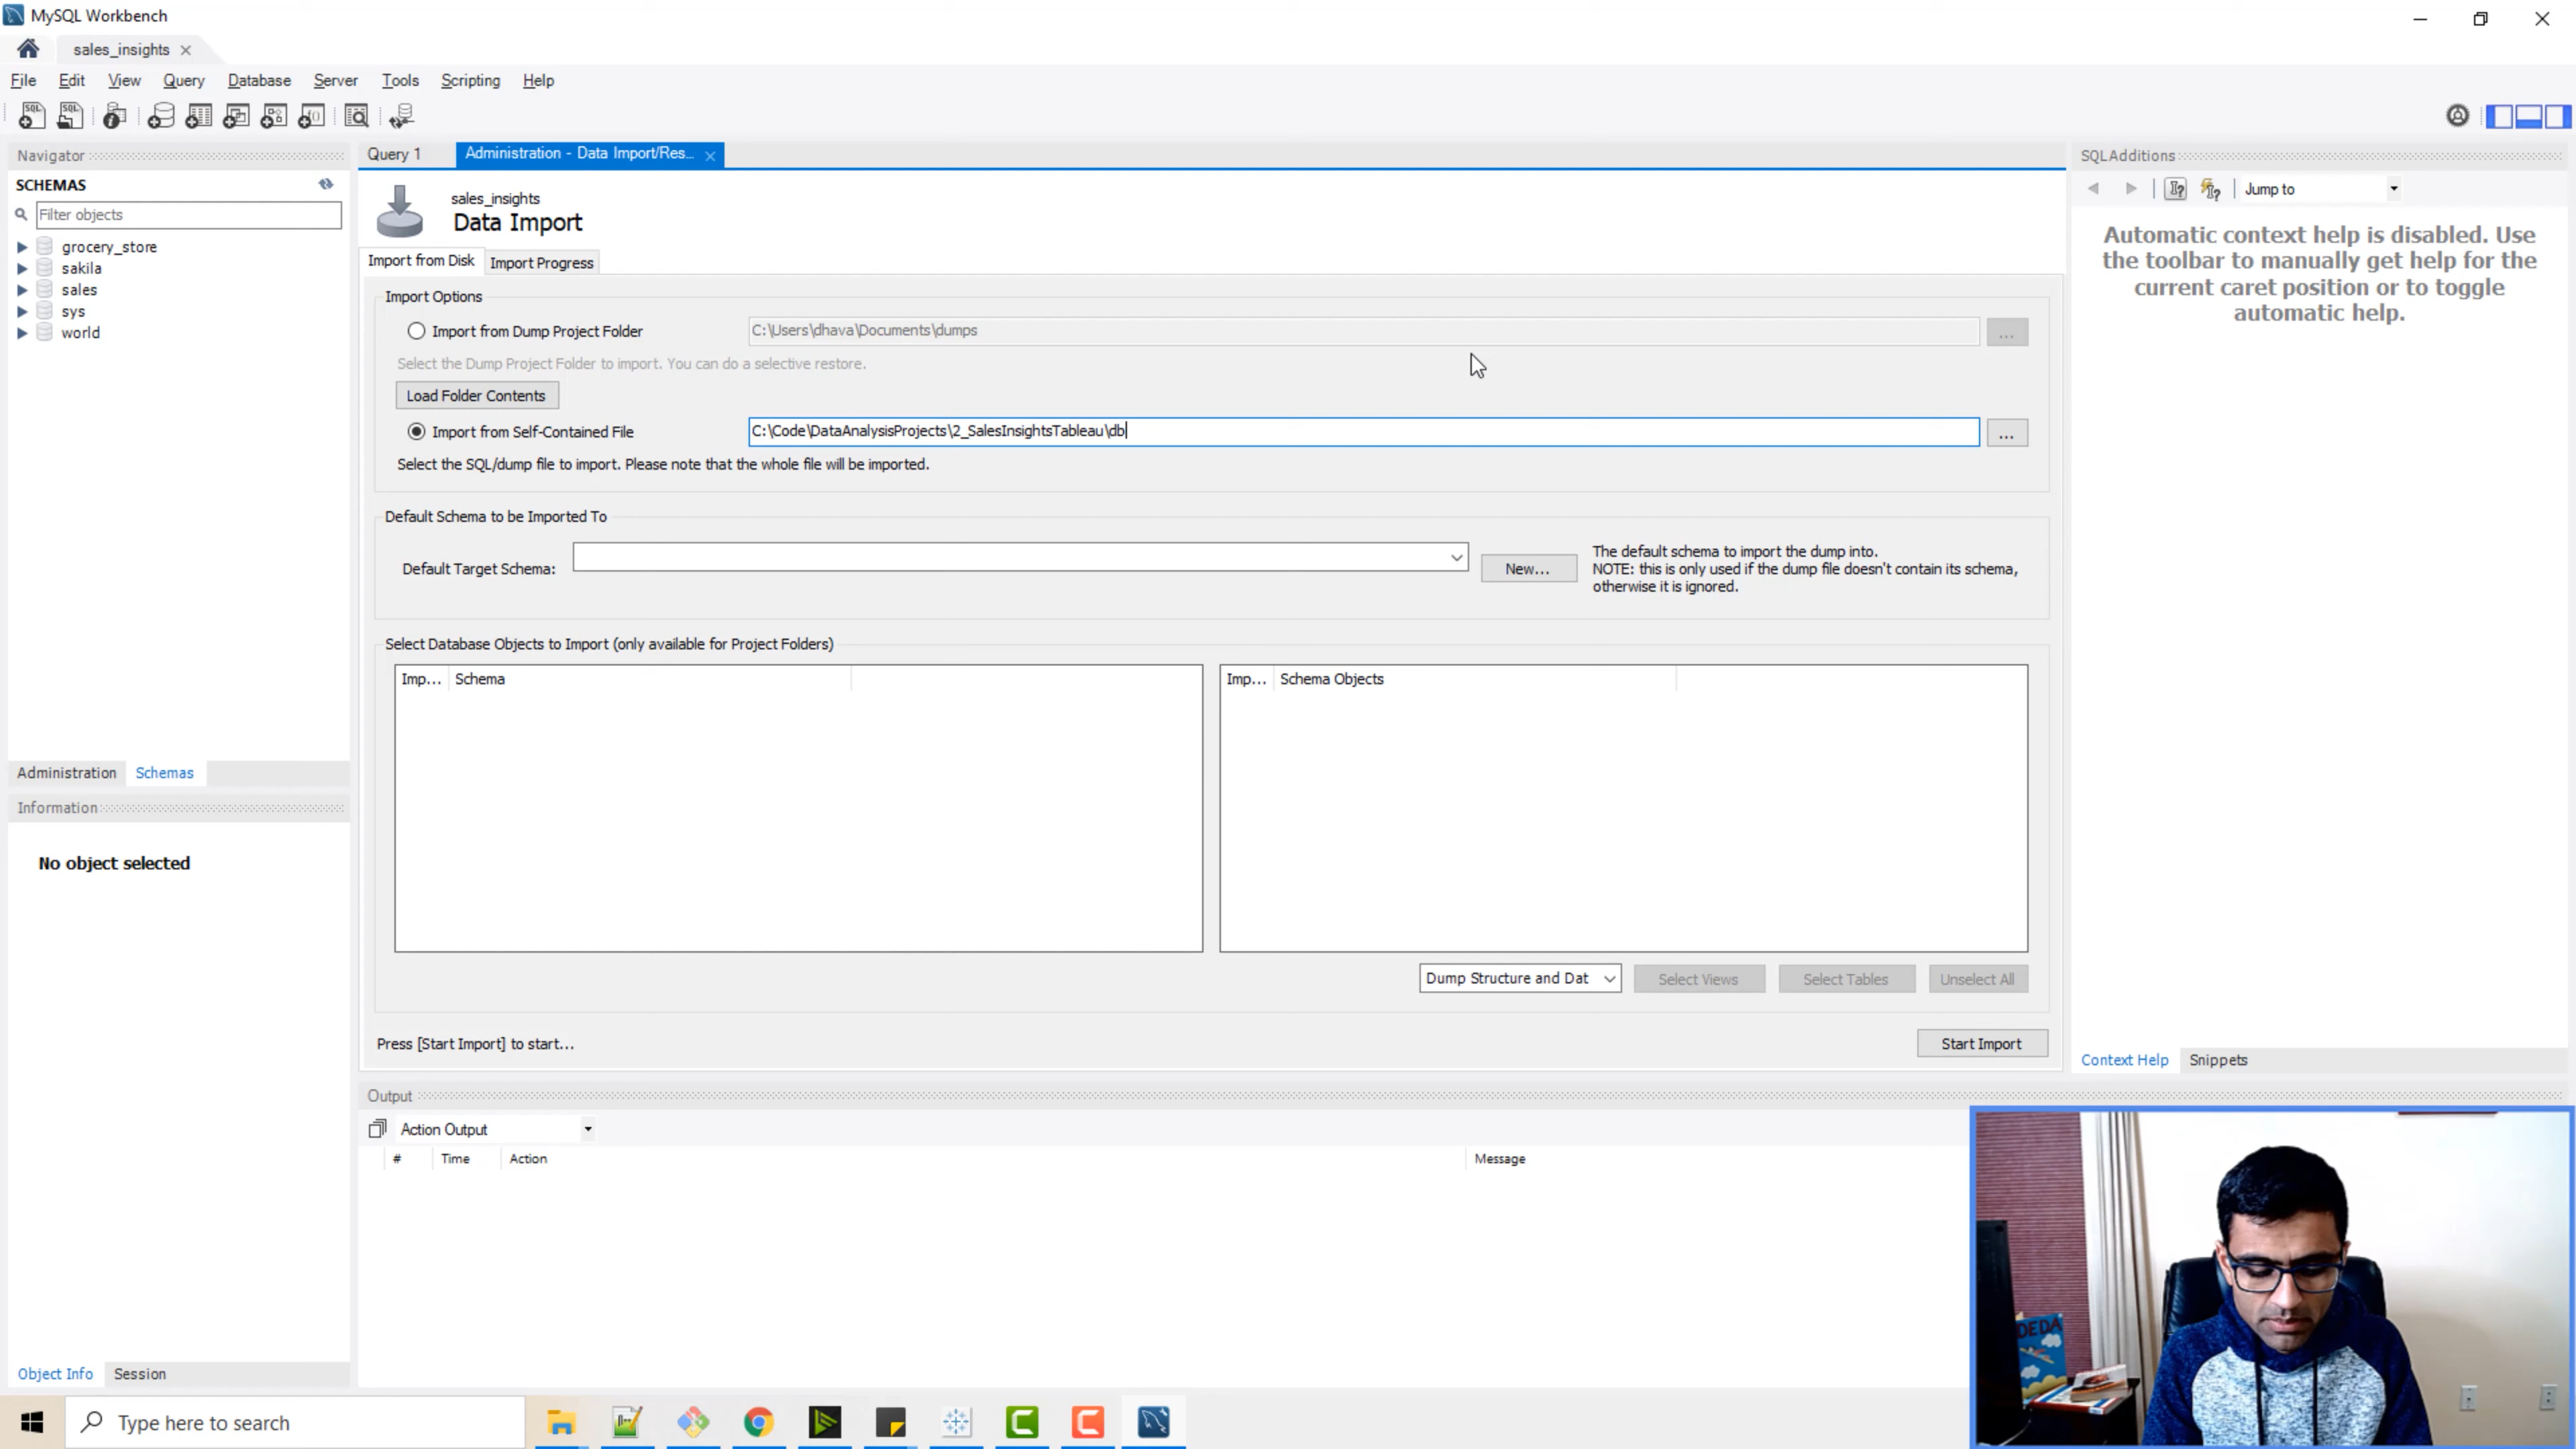 MySQL Workbench
sales_insights
File Edit View Query Database Server Tools Scripting Help
Navigator
SCHEMAS
Filter objects
grocery_store
sakila
sales
sys
world
Administration Schemas
Information
No object selected
Object Info Session
Query 1 Administration - Data Import/Res...
sales_insights
Data Import
Import from Disk Import Progress
Import Options
Import from Dump Project Folder C:\Users\dhava\Documents\dumps ...
Select the Dump Project Folder to import. You can do a selective restore.
Load Folder Contents
Import from Self-Contained File C:\Code\DataAnalysisProjects\2_SalesInsightsTableau\db ...
Select the SQL/dump file to import. Please note that the whole file will be imported.
Default Schema to be Imported To
Default Target Schema: New...
The default schema to import the dump into.
NOTE: this is only used if the dump file doesn't contain its schema,
otherwise it is ignored.
Select Database Objects to Import (only available for Project Folders)
Imp... Schema
Imp... Schema Objects
Dump Structure and Dat Select Views Select Tables Unselect All
Press [Start Import] to start... Start Import
Output
Action Output
# Time Action Message
SQLAdditions
Jump to
Automatic context help is disabled. Use
the toolbar to manually get help for the
current caret position or to toggle
automatic help.
Context Help Snippets
Type here to search